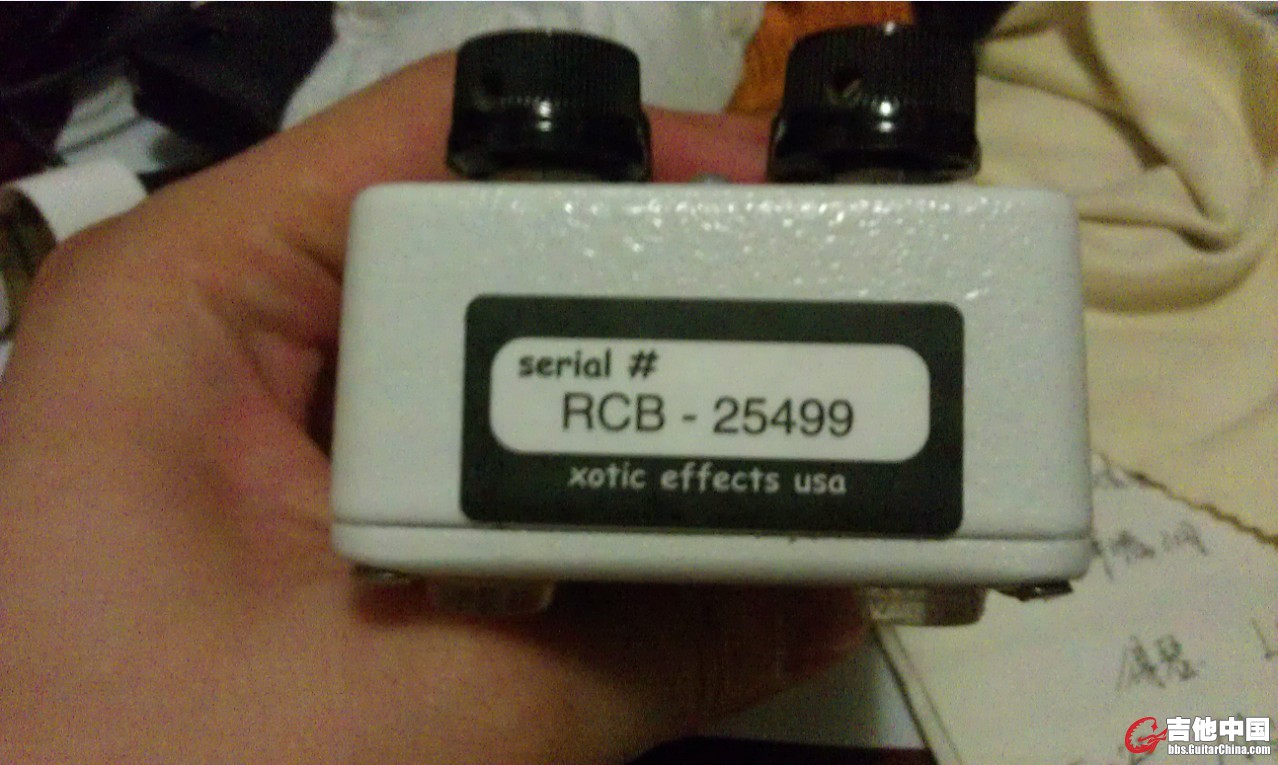 serial #
RCB - 25499
xotic effects usa
吉他中国
bbs.GuitarChina.com